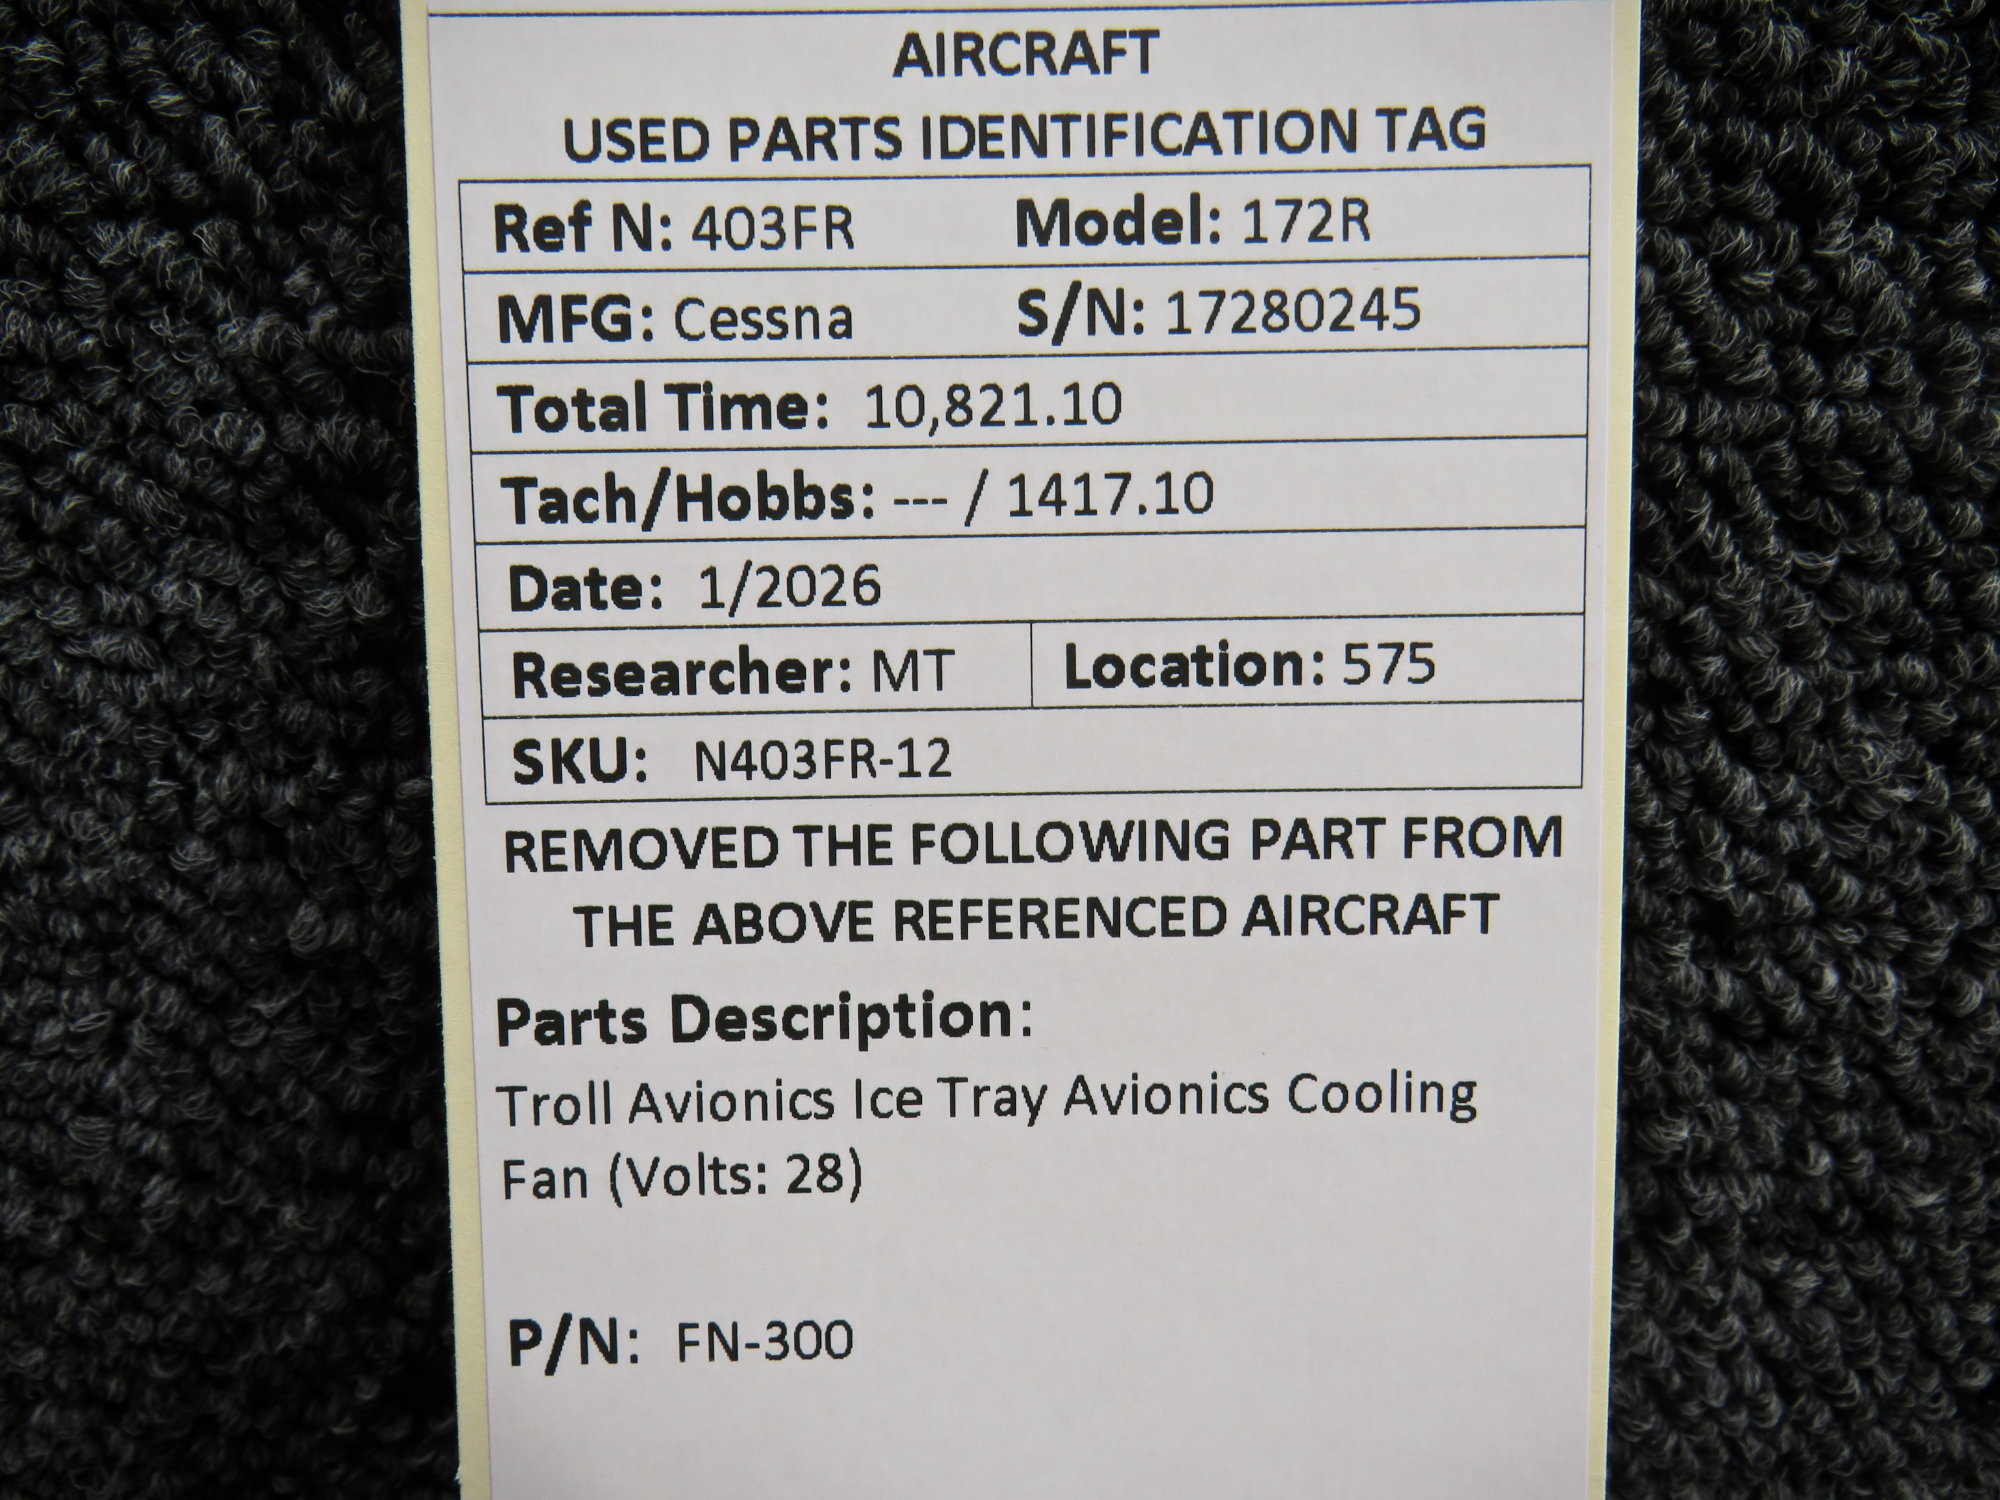 AIRCRAFT
USED PARTS IDENTIFICATION TAG
Ref N: 403FR Model: 172R
MFG: Cessna S/N: 17280245
Total Time: 10,821.10
Tach/Hobbs: --- / 1417.10
Date: 1/2026
Researcher: MT Location: 575
SKU: N403FR-12
REMOVED THE FOLLOWING PART FROM
THE ABOVE REFERENCED AIRCRAFT
Parts Description:
Troll Avionics Ice Tray Avionics Cooling
Fan (Volts: 28)
P/N: FN-300